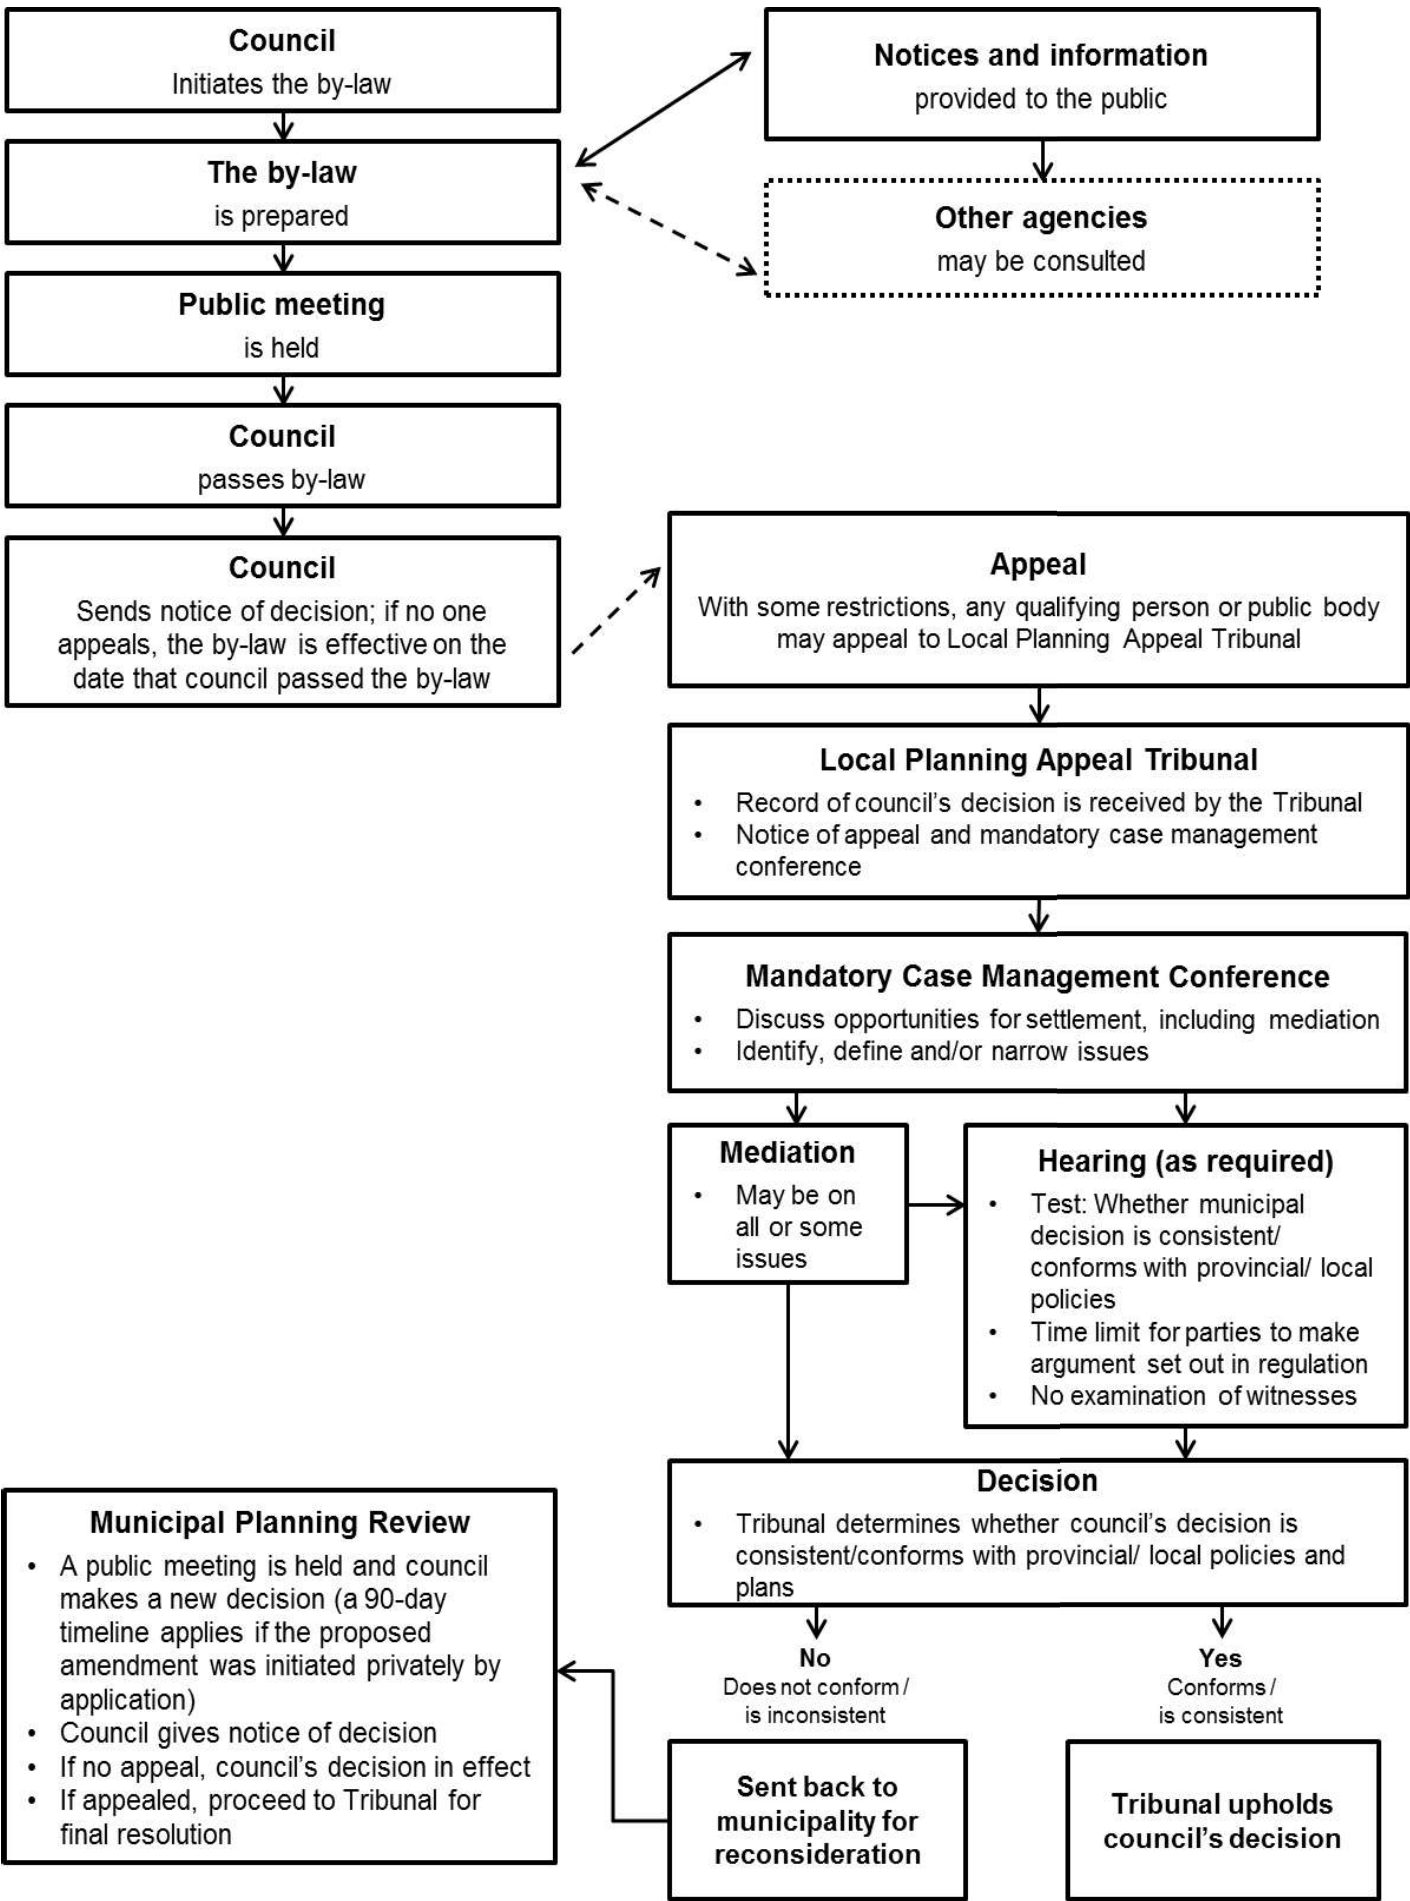 Council
Initiates the by-law
The by-law
is prepared
Public meeting
is held
Council
passes by-law
Council
Sends notice of decision; if no one
appeals, the by-law is effective on the
date that council passed the by-law
Notices and information
provided to the public
Other agencies
may be consulted
Appeal
With some restrictions, any qualifying person or public body
may appeal to Local Planning Appeal Tribunal
Local Planning Appeal Tribunal
• Record of council’s decision is received by the Tribunal
• Notice of appeal and mandatory case management
conference
Mandatory Case Management Conference
• Discuss opportunities for settlement, including mediation
• Identify, define and/or narrow issues
Mediation
• May be on
all or some
issues
Hearing (as required)
• Test: Whether municipal
decision is consistent/
conforms with provincial/ local
policies
• Time limit for parties to make
argument set out in regulation
• No examination of witnesses
Decision
• Tribunal determines whether council’s decision is
consistent/conforms with provincial/ local policies and
plans
No
Does not conform /
is inconsistent
Yes
Conforms /
is consistent
Sent back to
municipality for
reconsideration
Tribunal upholds
council’s decision
Municipal Planning Review
• A public meeting is held and council
makes a new decision (a 90-day
timeline applies if the proposed
amendment was initiated privately by
application)
• Council gives notice of decision
• If no appeal, council’s decision in effect
• If appealed, proceed to Tribunal for
final resolution